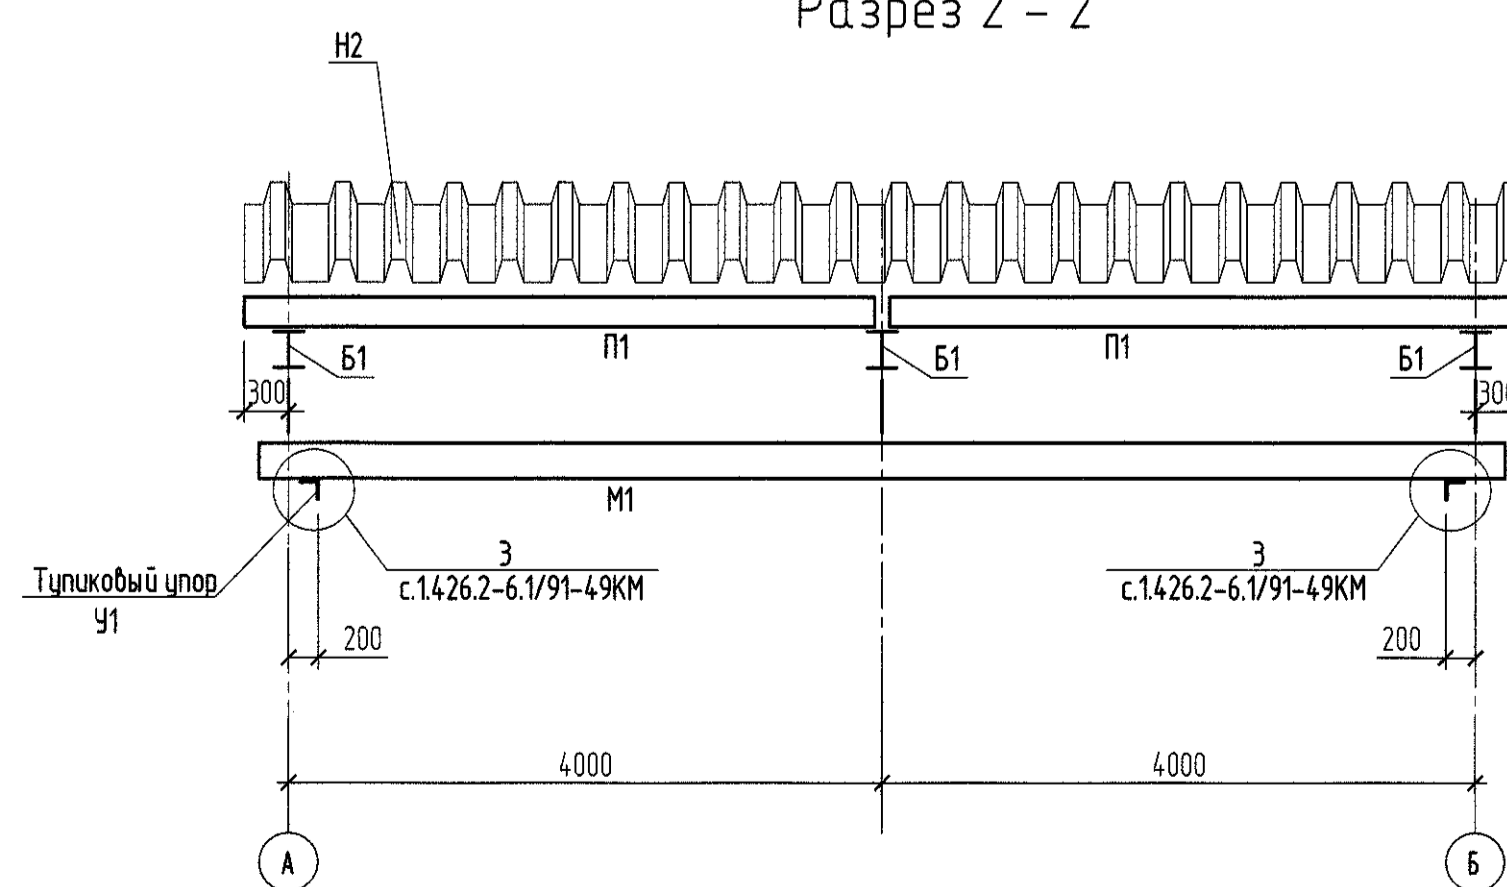 Разрез 2 - 2
Н2
П1
П1
Б1
Б1
Б1
300
300
М1
Тупиковый упор
У1
3
с.1.426.2-6.1/91-49КМ
3
с.1.426.2-6.1/91-49КМ
200
200
4000
4000
А
Б